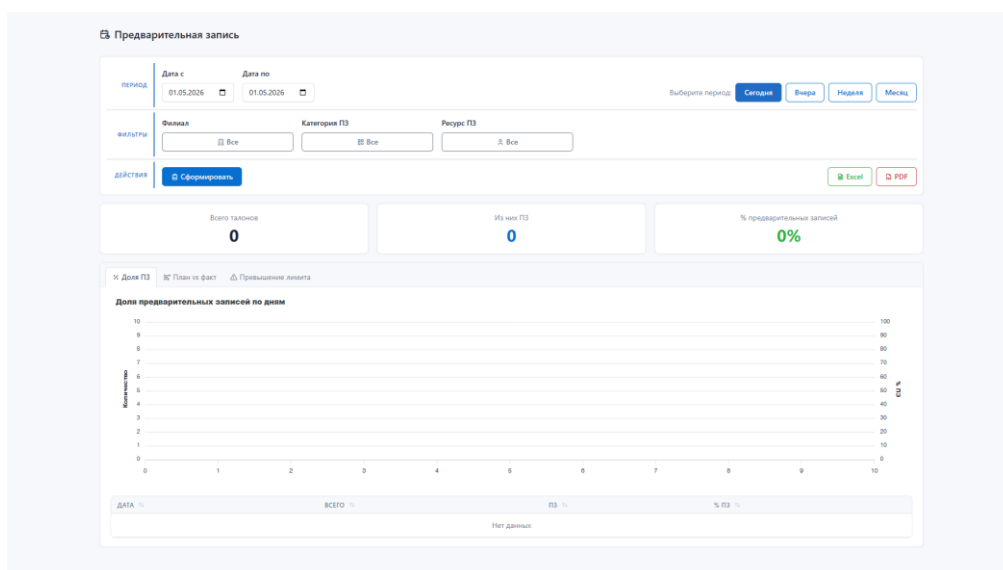 Предварительная запись
ПЕРИОД
Дата с
Дата по
01.05.2026
01.05.2026
Выберите период:
Сегодня
Вчера
Неделя
Месяц
ФИЛЬТРЫ
Филиал
Категория ПЗ
Ресурс ПЗ
Все
Все
Все
ДЕЙСТВИЯ
Сформировать
Excel
PDF
Всего талонов
0
Из них ПЗ
0
% предварительных записей
0%
Доля ПЗ
План vs факт
Превышение лимита
Доля предварительных записей по дням
Количество
10
9
8
7
6
5
4
3
2
1
0
100
90
80
70
60
50
40
30
20
10
0
% ПЗ
0 1 2 3 4 5 6 7 8 9 10
ДАТА ВСЕГО ПЗ % ПЗ
Нет данных